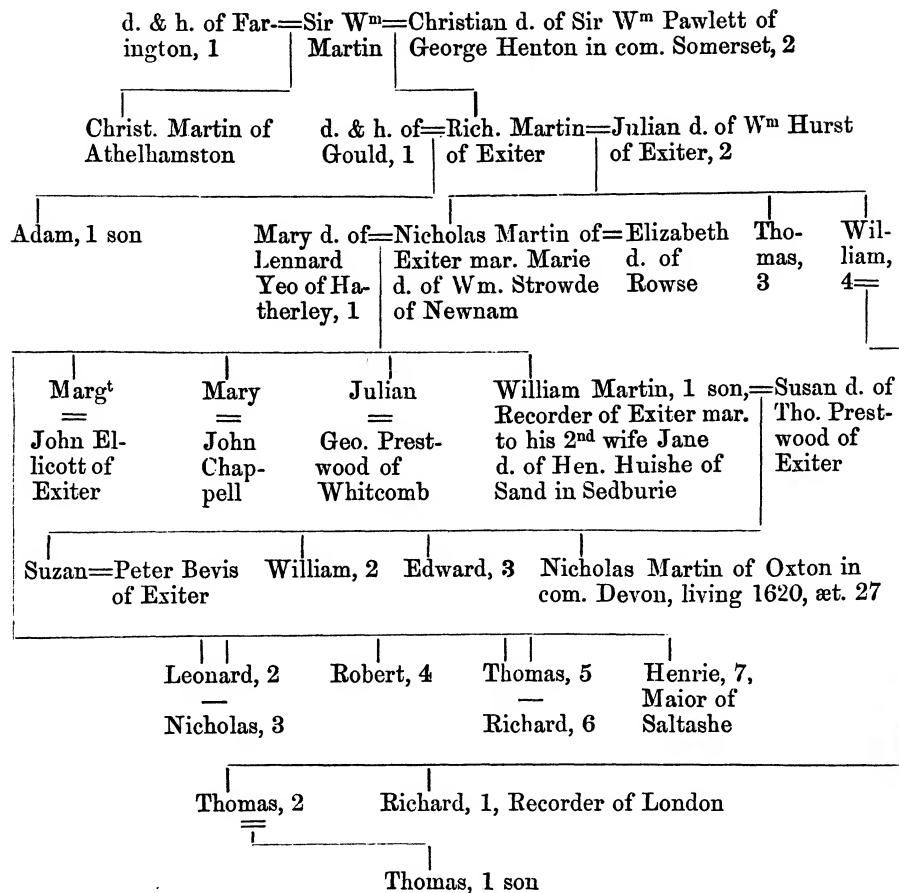 d. & h. of Far-=Sir Wᵐ=Christian d. of Sir Wᵐ Pawlett of
ington, 1 Martin George Henton in com. Somerset, 2
Christ. Martin of
Athelhamston
d. & h. of=Rich. Martin=Julian d. of Wᵐ Hurst
Gould, 1 of Exiter of Exiter, 2
Adam, 1 son
Mary d. of=Nicholas Martin of=Elizabeth
Lennard Exiter mar. Marie d. of
Yeo of Ha- d. of Wm. Strowde Rowse
therley, 1 of Newnam
Tho-
mas,
3
Wil-
liam,
4=
Margᵗ
=
John El-
licott of
Exiter
Mary
=
John
Chap-
pell
Julian
=
Geo. Prest-
wood of
Whitcomb
William Martin, 1 son,=Susan d. of
Recorder of Exiter mar. Tho. Prest-
to his 2ⁿᵈ wife Jane wood of
d. of Hen. Huishe of Exiter
Sand in Sedburie
Suzan=Peter Bevis
of Exiter
William, 2
Edward, 3
Nicholas Martin of Oxton in
com. Devon, living 1620, æt. 27
Leonard, 2
—
Nicholas, 3
Robert, 4
Thomas, 5
—
Richard, 6
Henrie, 7,
Maior of
Saltashe
Thomas, 2
=
Richard, 1, Recorder of London
Thomas, 1 son